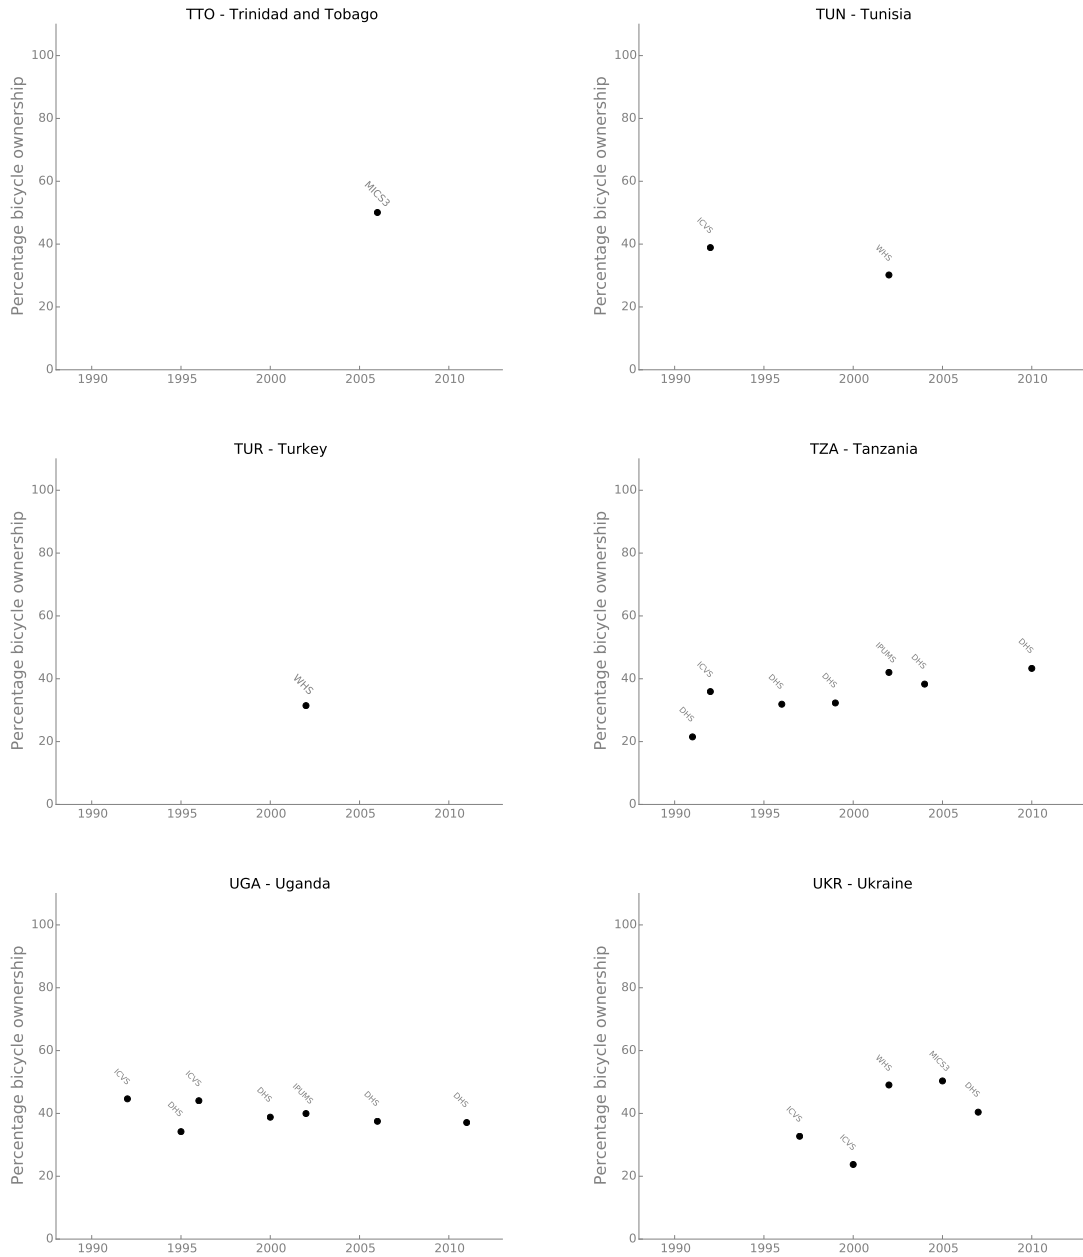 TTO - Trinidad and Tobago
Percentage bicycle ownership
100
80
60
40
20
0
MICS3
1990 1995 2000 2005 2010
TUN - Tunisia
Percentage bicycle ownership
100
80
60
40
20
0
ICVS
WHS
1990 1995 2000 2005 2010
TUR - Turkey
Percentage bicycle ownership
100
80
60
40
20
0
WHS
1990 1995 2000 2005 2010
TZA - Tanzania
Percentage bicycle ownership
100
80
60
40
20
0
DHS
ICVS
DHS
DHS
IPUMS
DHS
DHS
1990 1995 2000 2005 2010
UGA - Uganda
Percentage bicycle ownership
100
80
60
40
20
0
ICVS
DHS
ICVS
DHS
IPUMS
DHS
DHS
1990 1995 2000 2005 2010
UKR - Ukraine
Percentage bicycle ownership
100
80
60
40
20
0
ICVS
ICVS
WHS
MICS3
DHS
1990 1995 2000 2005 2010